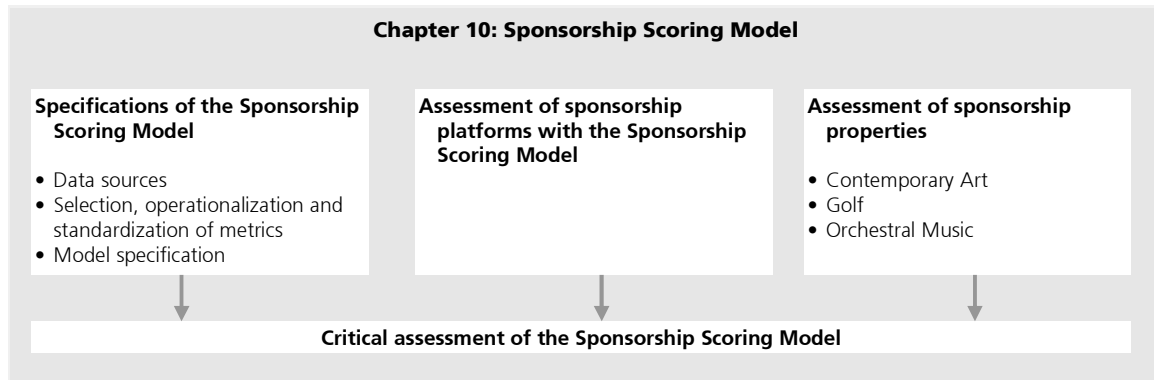 Chapter 10: Sponsorship Scoring Model
Specifications of the Sponsorship
Scoring Model
• Data sources
• Selection, operationalization and
standardization of metrics
• Model specification
Assessment of sponsorship
platforms with the Sponsorship
Scoring Model
Assessment of sponsorship
properties
• Contemporary Art
• Golf
• Orchestral Music
Critical assessment of the Sponsorship Scoring Model